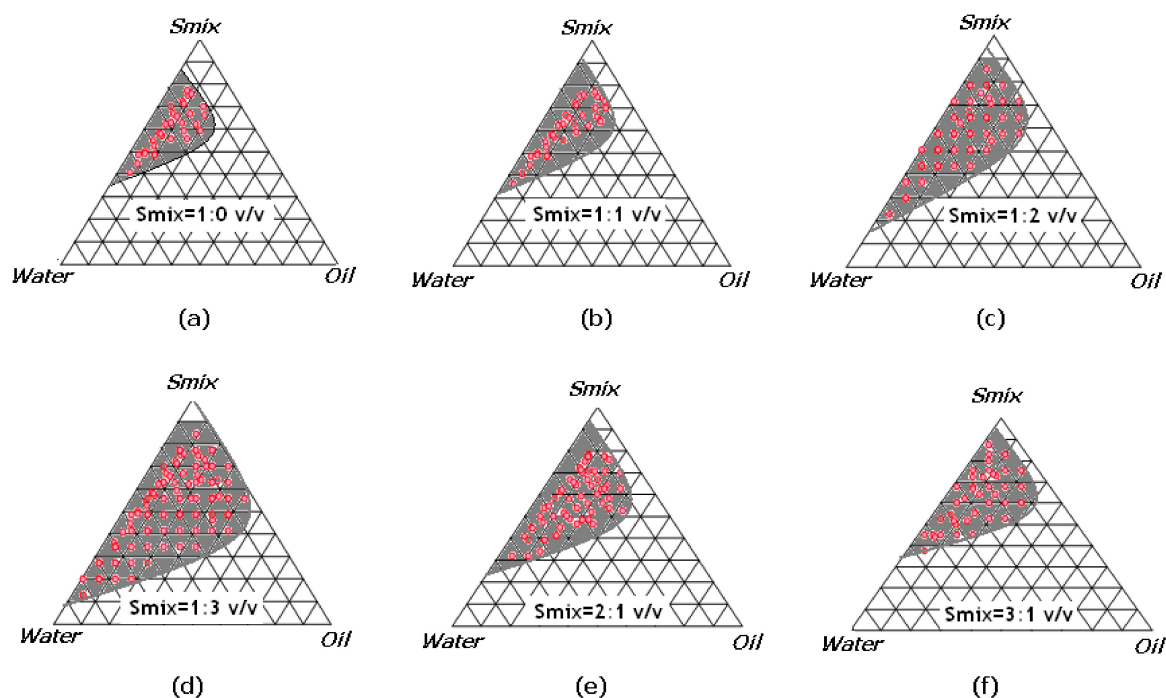 Smix
Smix=1:0 v/v
Water
Oil
(a)
Smix
Smix=1:1 v/v
Water
Oil
(b)
Smix
Smix=1:2 v/v
Water
Oil
(c)
Smix
Smix=1:3 v/v
Water
Oil
(d)
Smix
Smix=2:1 v/v
Water
Oil
(e)
Smix
Smix=3:1 v/v
Water
Oil
(f)